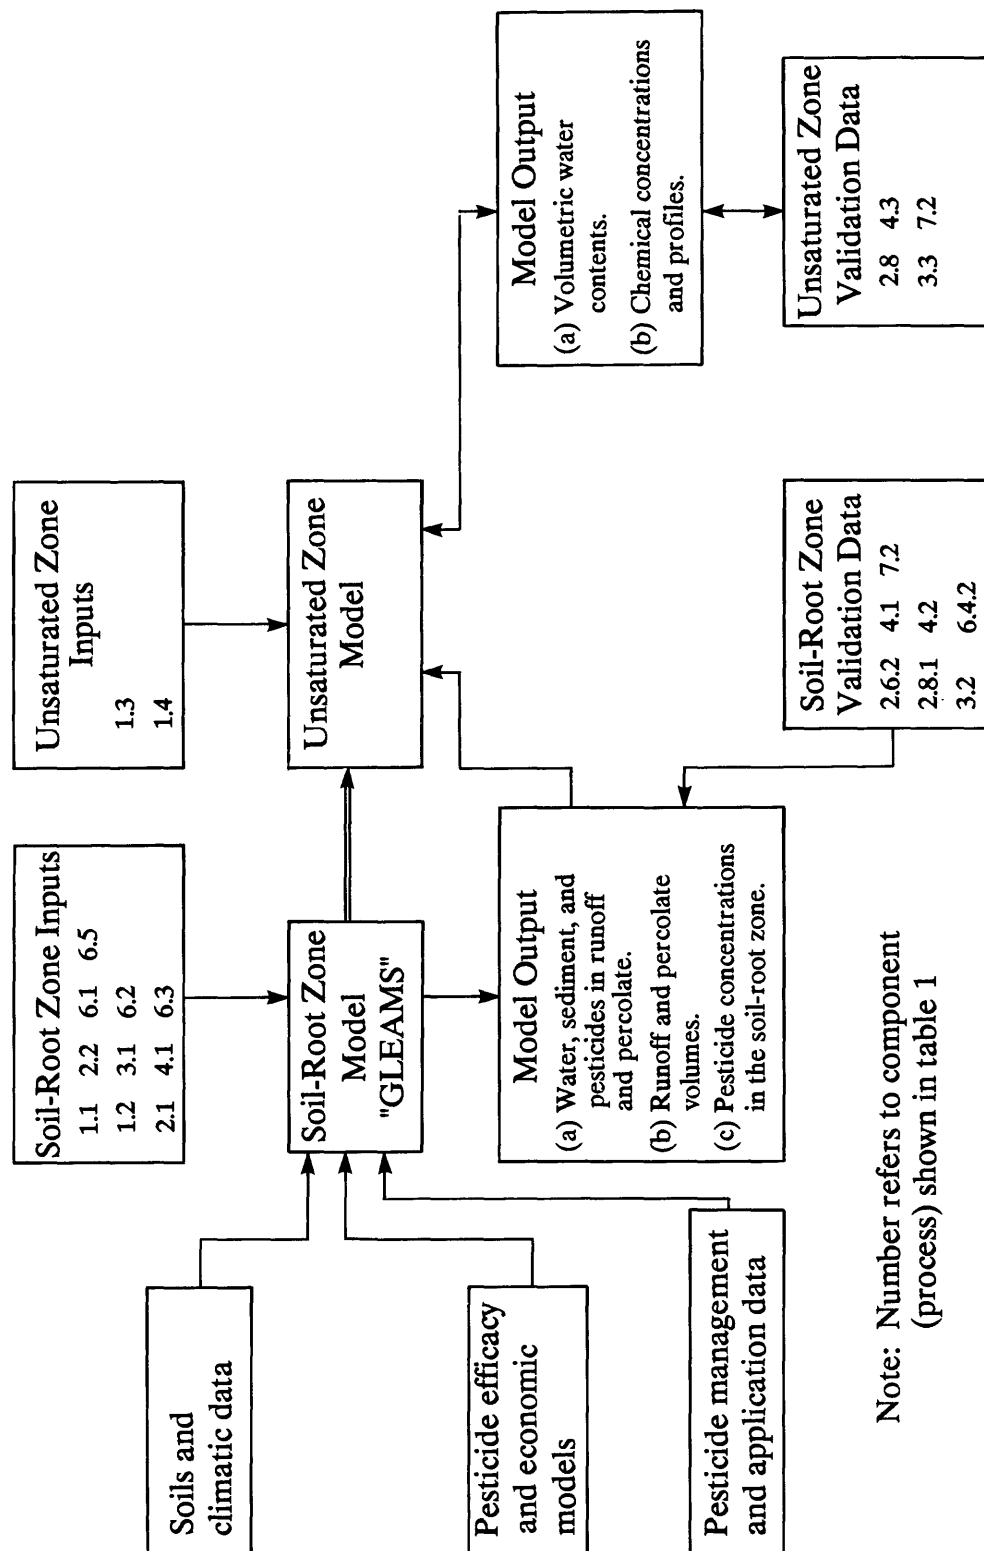 Soils and
climatic data
Pesticide efficacy
and economic
models
Pesticide management
and application data
Soil-Root Zone Inputs
1.1 2.2 6.1 6.5
1.2 3.1 6.2
2.1 4.1 6.3
Soil-Root Zone
Model
"GLEAMS"
Model Output
(a) Water, sediment, and
pesticides in runoff
and percolate.
(b) Runoff and percolate
volumes.
(c) Pesticide concentrations
in the soil-root zone.
Unsaturated Zone
Inputs
1.3
1.4
Unsaturated Zone
Model
Soil-Root Zone
Validation Data
2.6.2 4.1 7.2
2.8.1 4.2
3.2 6.4.2
Model Output
(a) Volumetric water
contents.
(b) Chemical concentrations
and profiles.
Unsaturated Zone
Validation Data
2.8 4.3
3.3 7.2
Note: Number refers to component
(process) shown in table 1